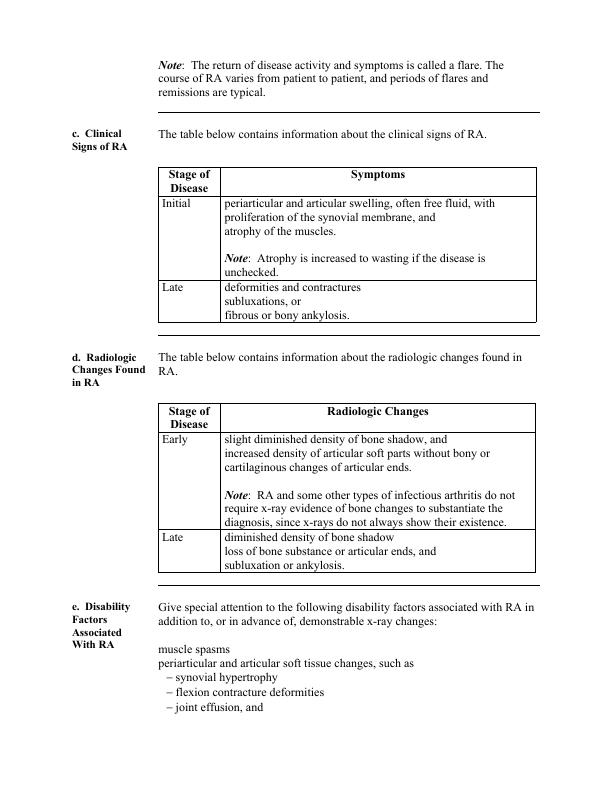 Note:  The return of disease activity and symptoms is called a flare. The
course of RA varies from patient to patient, and periods of flares and
remissions are typical.
c.  Clinical
Signs of RA
The table below contains information about the clinical signs of RA.
Stage of
Disease
Symptoms
Initial
periarticular and articular swelling, often free fluid, with
proliferation of the synovial membrane, and
atrophy of the muscles.
Note:  Atrophy is increased to wasting if the disease is
unchecked.
Late
deformities and contractures
subluxations, or
fibrous or bony ankylosis.
d.  Radiologic
Changes Found
in RA
The table below contains information about the radiologic changes found in
RA.
Stage of
Disease
Radiologic Changes
Early
slight diminished density of bone shadow, and
increased density of articular soft parts without bony or
cartilaginous changes of articular ends.
Note:  RA and some other types of infectious arthritis do not
require x-ray evidence of bone changes to substantiate the
diagnosis, since x-rays do not always show their existence.
Late
diminished density of bone shadow
loss of bone substance or articular ends, and
subluxation or ankylosis.
e.  Disability
Factors
Associated
With RA
Give special attention to the following disability factors associated with RA in
addition to, or in advance of, demonstrable x-ray changes:
muscle spasms
periarticular and articular soft tissue changes, such as
– synovial hypertrophy
– flexion contracture deformities
– joint effusion, and